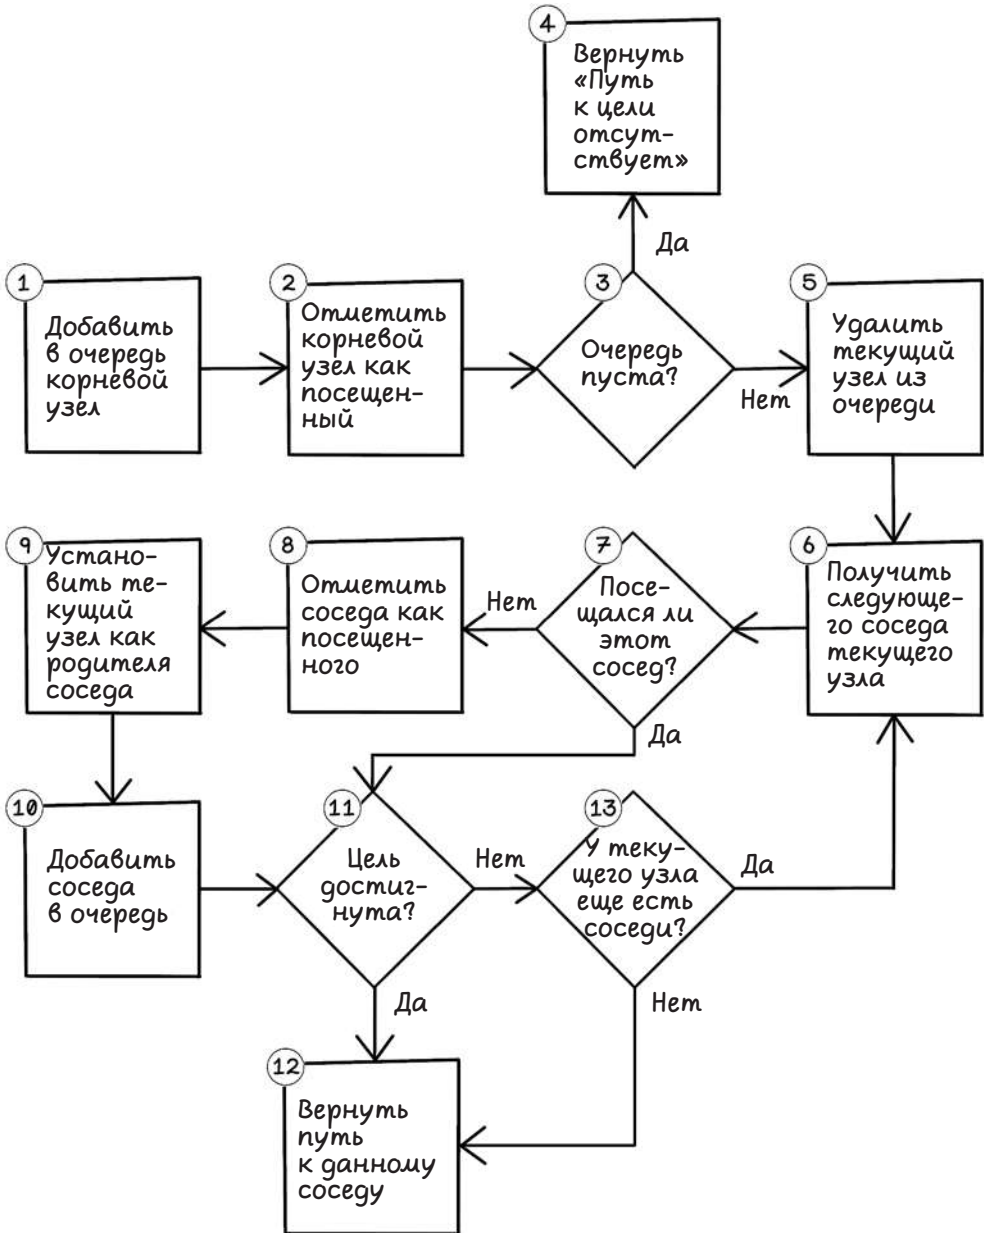 4
Вернуть
«Путь
к цели
отсут-
ствует»
Да
1
Добавить
в очередь
корневой
узел
2
Отметить
корневой
узел как
посещен-
ный
3
Очередь
пуста?
Нет
5
Удалить
текущий
узел из
очереди
9
Устано-
вить те-
кущий
узел как
родителя
соседа
8
Отметить
соседа как
посещен-
ного
Нет
7
Посе-
щался ли
этот
сосед?
Да
6
Получить
следующе-
го соседа
текущего
узла
10
Добавить
соседа
в очередь
11
Цель
достиг-
нута?
Нет
Да
13
У теку-
щего узла
еще есть
соседи?
Да
Нет
12
Вернуть
путь
к данному
соседу